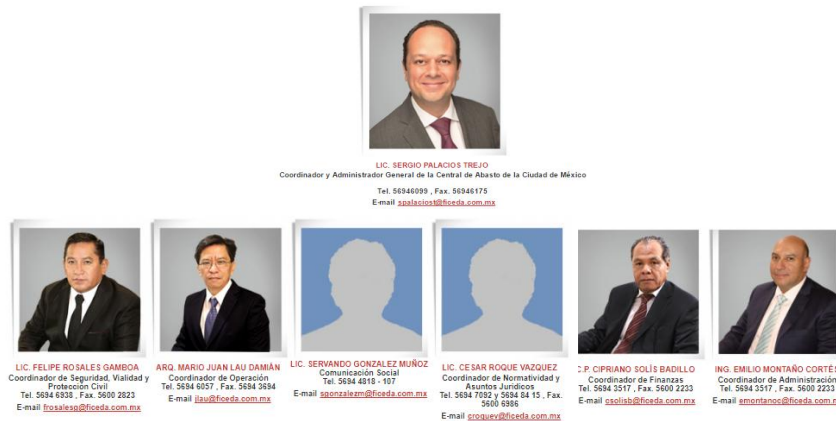 LIC. SERGIO PALACIOS TREJO
Coordinador y Administrador General de la Central de Abasto de la Ciudad de México
Tel. 56946099 , Fax. 56946175
E-mail spalaciost@ficeda.com.mx
LIC. FELIPE ROSALES GAMBOA
Coordinador de Seguridad, Vialidad y
Protección Civil
Tel. 5694 6938 , Fax. 5600 2823
E-mail frosalesg@ficeda.com.mx
ARQ. MARIO JUAN LAU DAMIÁN
Coordinador de Operación
Tel. 5694 6057 , Fax. 5694 3694
E-mail jlau@ficeda.com.mx
LIC. SERVANDO GONZALEZ MUÑOZ
Comunicación Social
Tel. 5694 4818 - 107
E-mail sgonzalezm@ficeda.com.mx
LIC. CESAR ROQUE VAZQUEZ
Coordinador de Normatividad y
Asuntos Jurídicos
Tel. 5694 7092 y 5694 84 15 , Fax.
5600 6986
E-mail croquev@ficeda.com.mx
C.P. CIPRIANO SOLÍS BADILLO
Coordinador de Finanzas
Tel. 5694 3517 , Fax. 5600 2233
E-mail csolisb@ficeda.com.mx
ING. EMILIO MONTAÑO CORTÉS
Coordinador de Administración
Tel. 5694 3517 , Fax. 5600 2233
E-mail emontanoc@ficeda.com.m